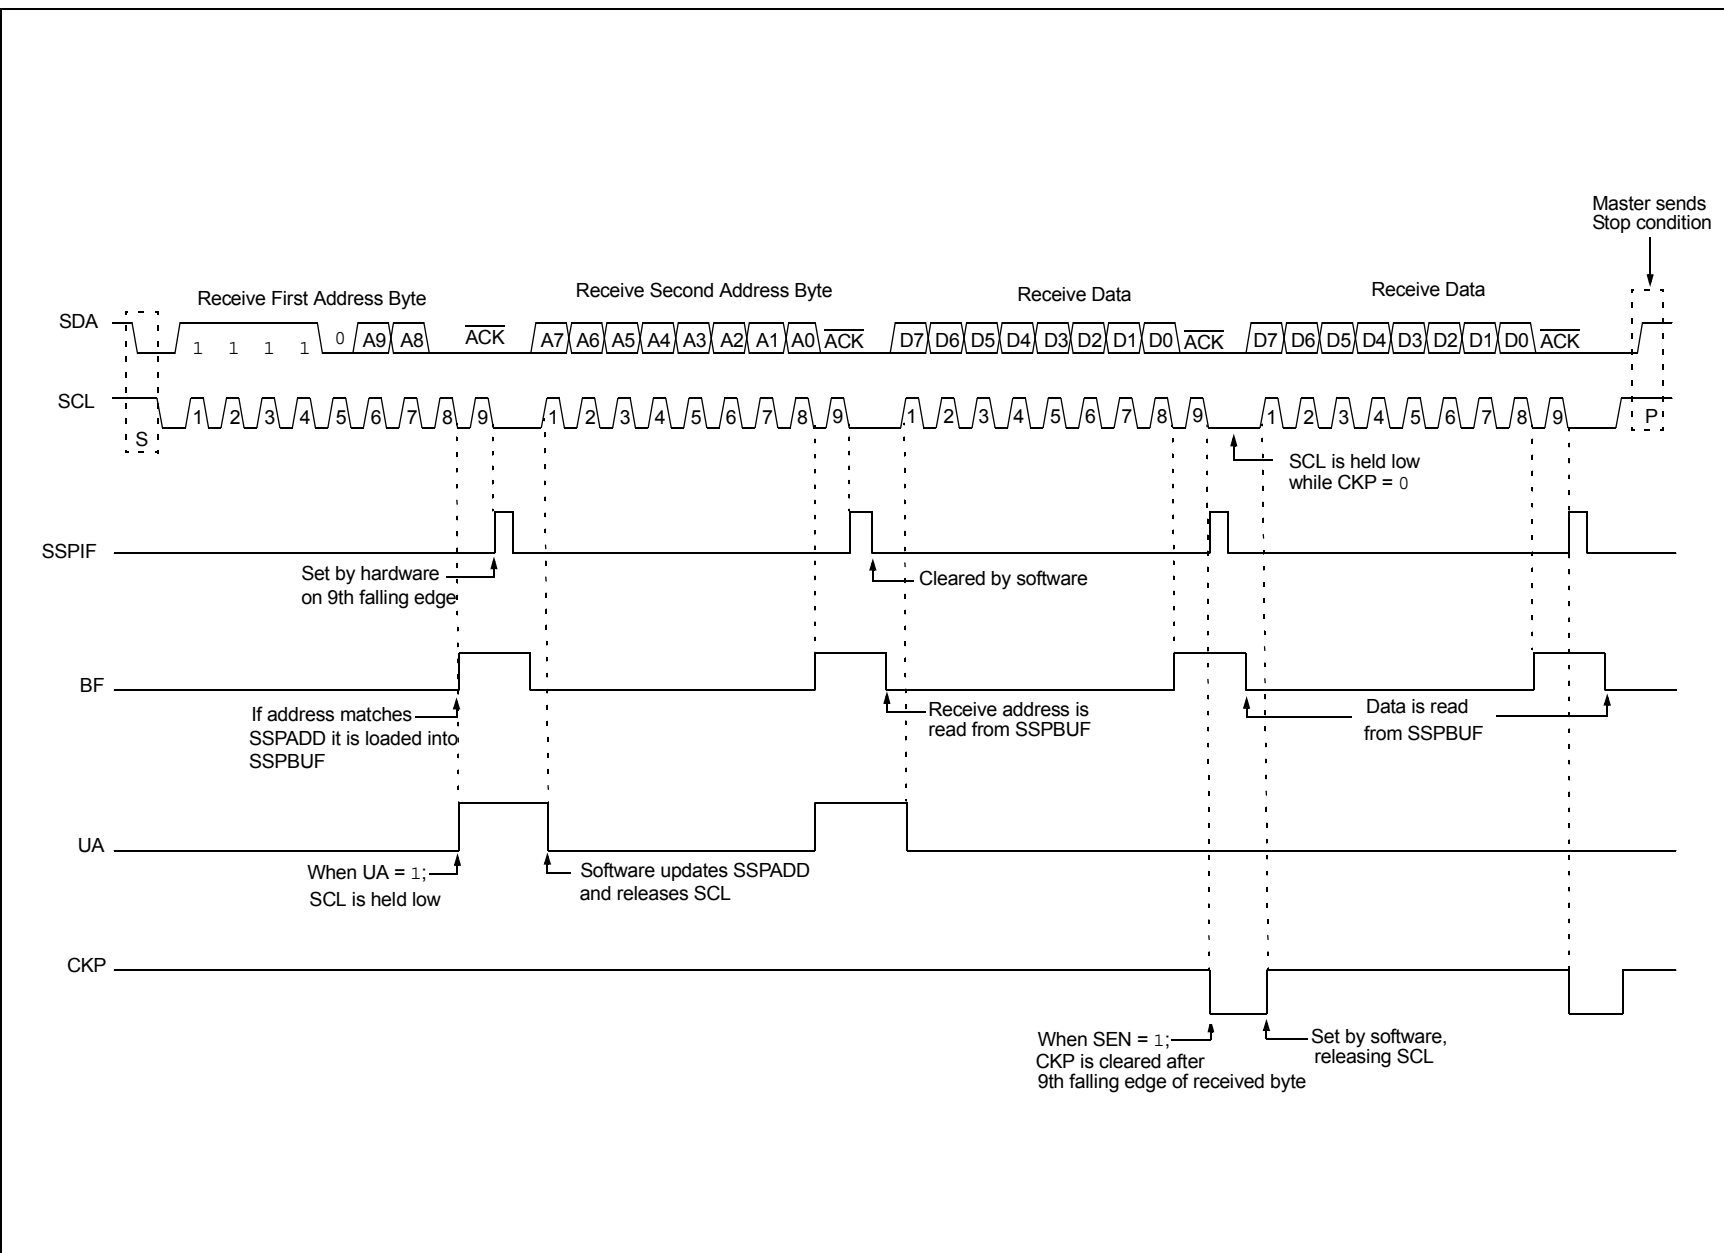 Master sends
Stop condition
Receive First Address Byte
Receive Second Address Byte
Receive Data
Receive Data
SDA
1 1 1 1 0 A9 A8 ACK A7 A6 A5 A4 A3 A2 A1 A0 ACK D7 D6 D5 D4 D3 D2 D1 D0 ACK D7 D6 D5 D4 D3 D2 D1 D0 ACK
SCL
S 1 2 3 4 5 6 7 8 9 1 2 3 4 5 6 7 8 9 1 2 3 4 5 6 7 8 9 1 2 3 4 5 6 7 8 9 P
SCL is held low
while CKP = 0
SSPIF
Set by hardware
on 9th falling edge
Cleared by software
BF
If address matches
SSPADD it is loaded into
SSPBUF
Receive address is
read from SSPBUF
Data is read
from SSPBUF
UA
When UA = 1;
SCL is held low
Software updates SSPADD
and releases SCL
CKP
When SEN = 1;
CKP is cleared after
9th falling edge of received byte
Set by software,
releasing SCL